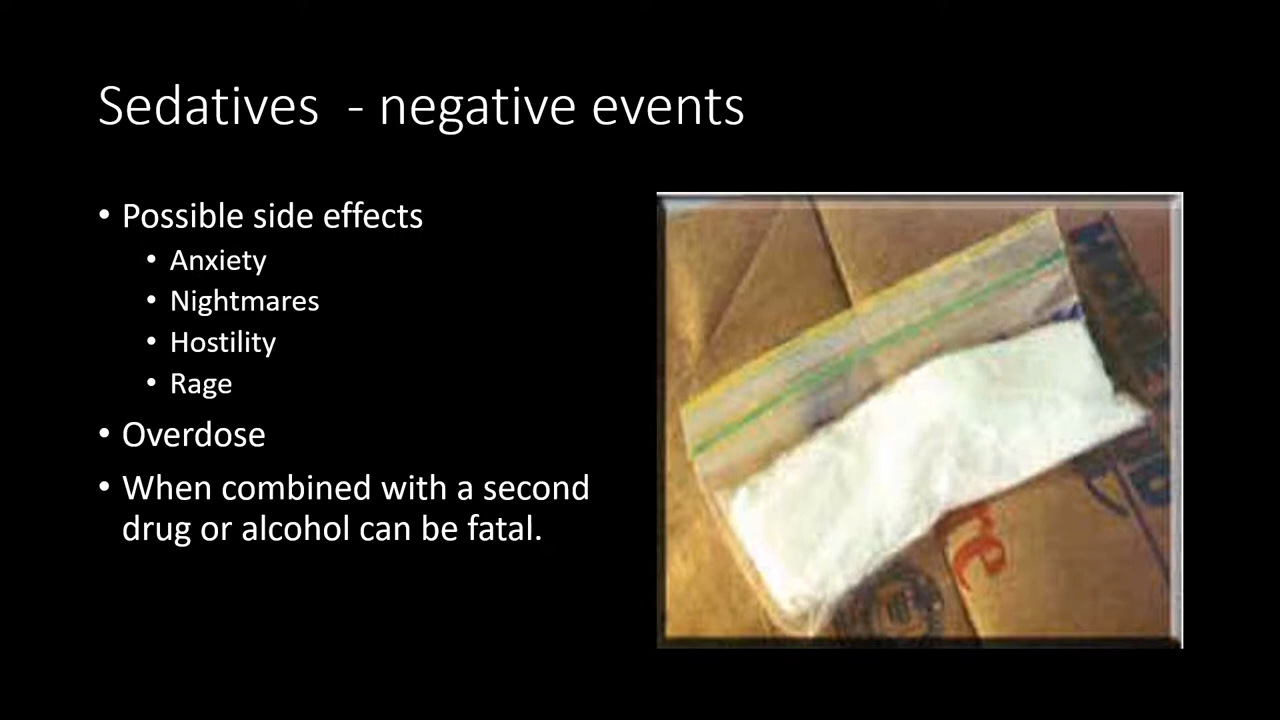 Sedatives - negative events
• Possible side effects
• Anxiety
• Nightmares
• Hostility
• Rage
• Overdose
• When combined with a second
drug or alcohol can be fatal.
re